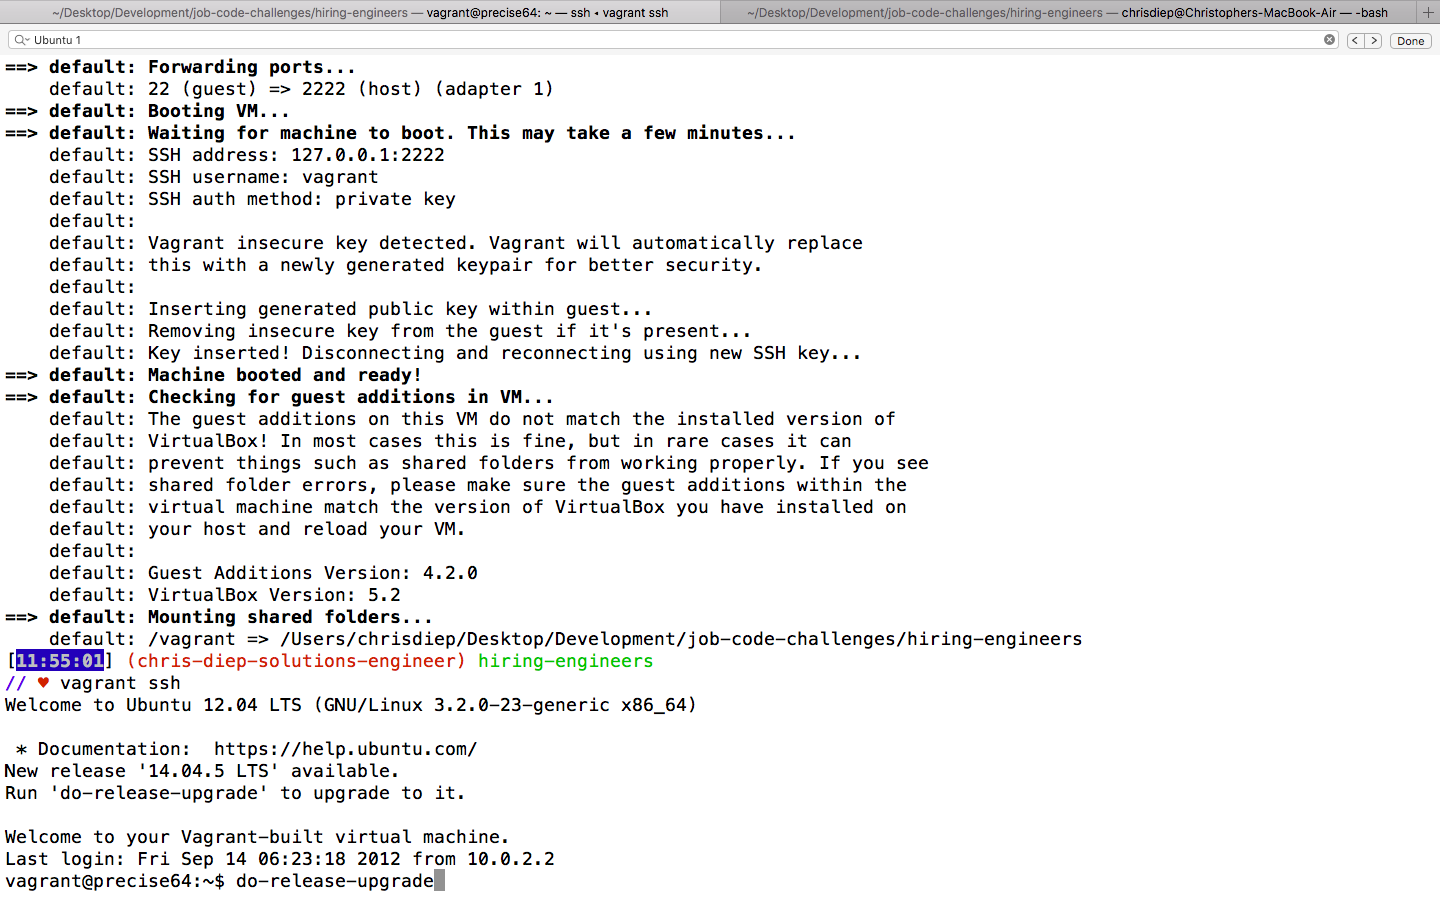 ~/Desktop/Development/job-code-challenges/hiring-engineers — vagrant@precise64: ~ — ssh ◂ vagrant ssh
~/Desktop/Development/job-code-challenges/hiring-engineers — chrisdiep@Christophers-MacBook-Air — -bash
Ubuntu 1
Done
==> default: Forwarding ports...
    default: 22 (guest) => 2222 (host) (adapter 1)
==> default: Booting VM...
==> default: Waiting for machine to boot. This may take a few minutes...
    default: SSH address: 127.0.0.1:2222
    default: SSH username: vagrant
    default: SSH auth method: private key
    default:
    default: Vagrant insecure key detected. Vagrant will automatically replace
    default: this with a newly generated keypair for better security.
    default:
    default: Inserting generated public key within guest...
    default: Removing insecure key from the guest if it's present...
    default: Key inserted! Disconnecting and reconnecting using new SSH key...
==> default: Machine booted and ready!
==> default: Checking for guest additions in VM...
    default: The guest additions on this VM do not match the installed version of
    default: VirtualBox! In most cases this is fine, but in rare cases it can
    default: prevent things such as shared folders from working properly. If you see
    default: shared folder errors, please make sure the guest additions within the
    default: virtual machine match the version of VirtualBox you have installed on
    default: your host and reload your VM.
    default:
    default: Guest Additions Version: 4.2.0
    default: VirtualBox Version: 5.2
==> default: Mounting shared folders...
    default: /vagrant => /Users/chrisdiep/Desktop/Development/job-code-challenges/hiring-engineers
[11:55:01] (chris-diep-solutions-engineer) hiring-engineers
// ♥ vagrant ssh
Welcome to Ubuntu 12.04 LTS (GNU/Linux 3.2.0-23-generic x86_64)

 * Documentation:  https://help.ubuntu.com/
New release '14.04.5 LTS' available.
Run 'do-release-upgrade' to upgrade to it.

Welcome to your Vagrant-built virtual machine.
Last login: Fri Sep 14 06:23:18 2012 from 10.0.2.2
vagrant@precise64:~$ do-release-upgrade